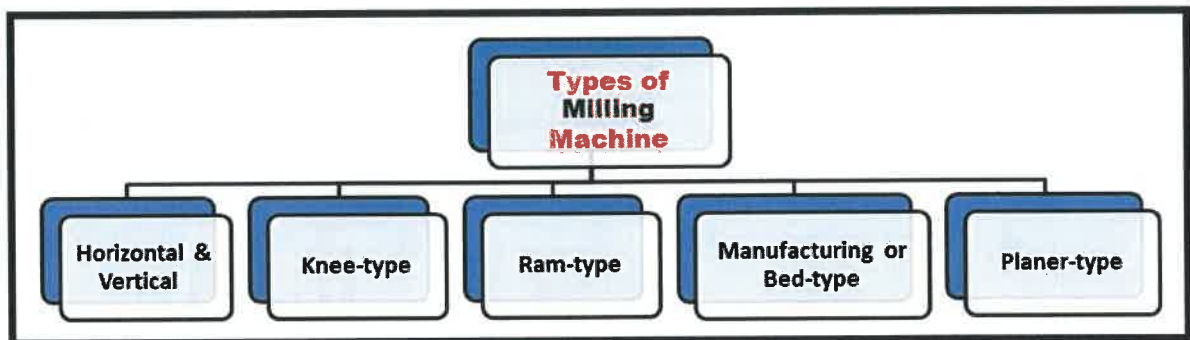 Types of
Milling
Machine
Horizontal &
Vertical
Knee-type
Ram-type
Manufacturing or
Bed-type
Planer-type